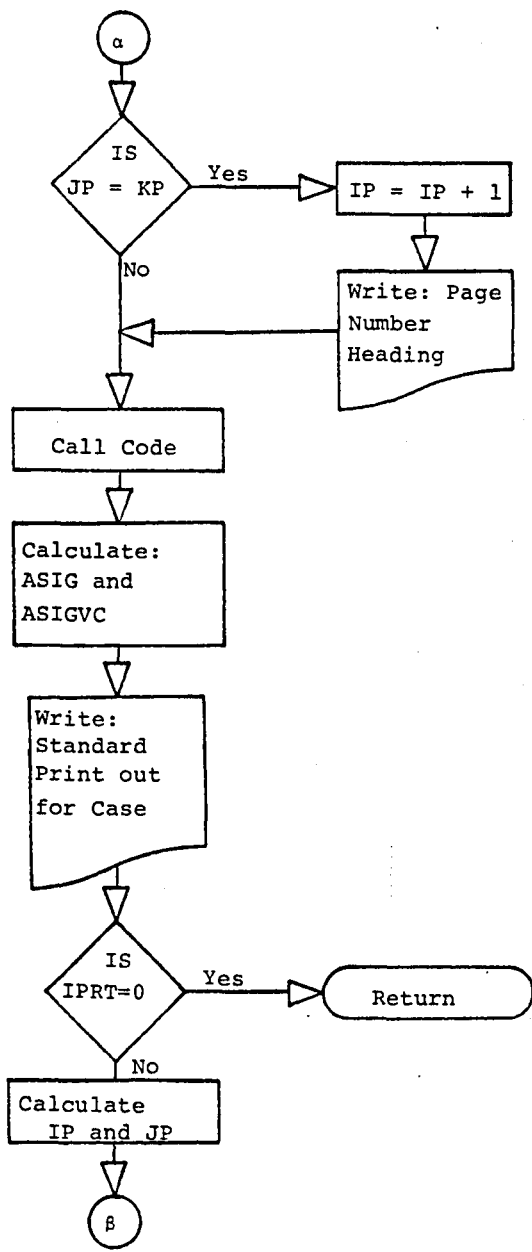 α
IS
JP = KP
Yes
IP = IP + 1
No
Write: Page
Number
Heading
Call Code
Calculate:
ASIG and
ASIGVC
Write:
Standard
Print out
for Case
IS
IPRT=0
Yes
Return
No
Calculate
IP and JP
β